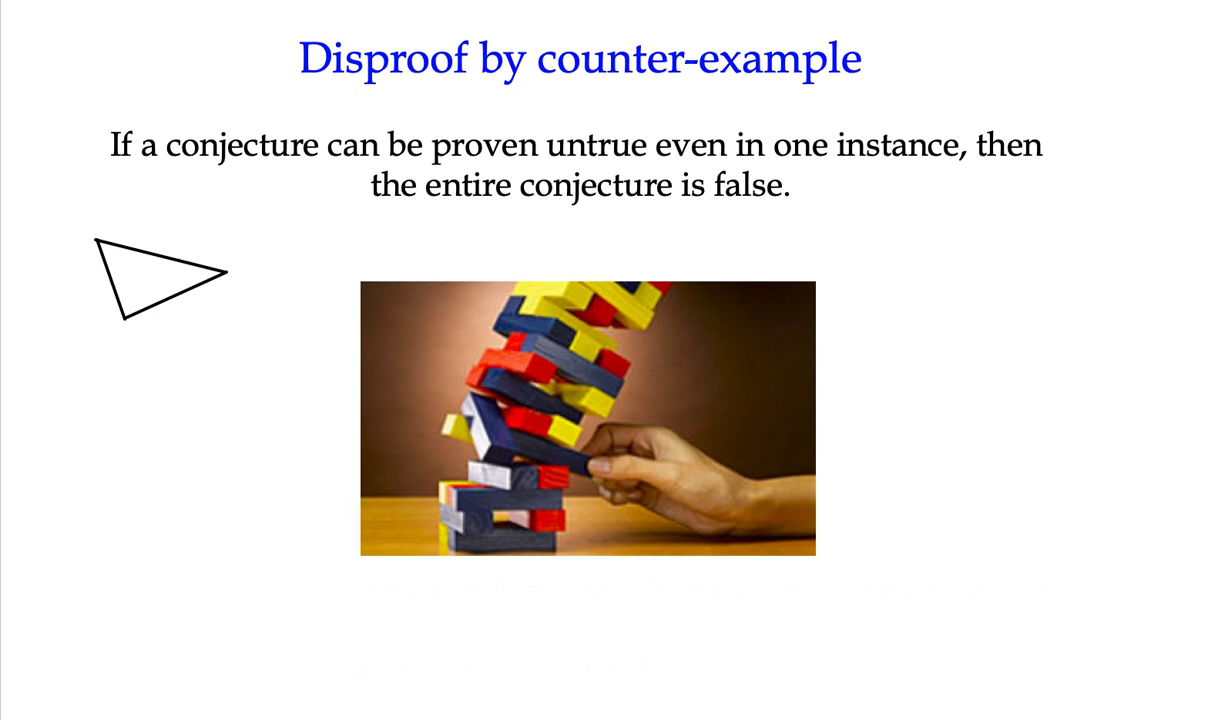 Disproof by counter-example
If a conjecture can be proven untrue even in one instance, then
the entire conjecture is false.